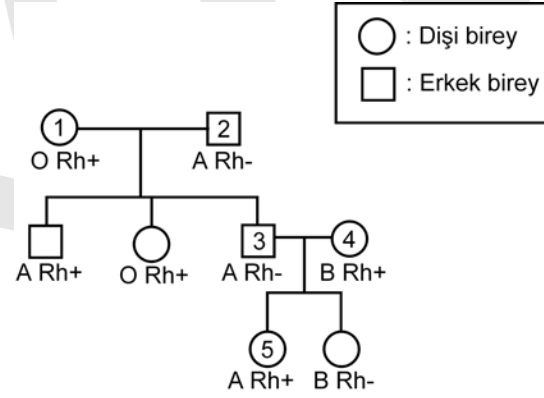 : Dişi birey
: Erkek birey
1 2
O Rh+ A Rh-
3 4
A Rh+ O Rh+ A Rh- B Rh+
5
A Rh+ B Rh-